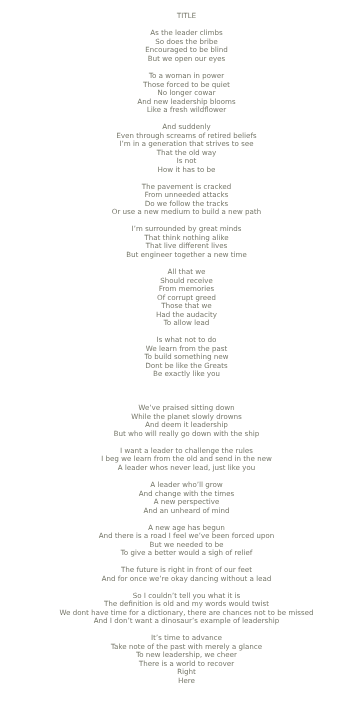 TITLE
As the leader climbs
So does the bribe
Encouraged to be blind
But we open our eyes
To a woman in power
Those forced to be quiet
No longer cowar
And new leadership blooms
Like a fresh wildflower
And suddenly
Even through screams of retired beliefs
I'm in a generation that strives to see
That the old way
Is not
How it has to be
The pavement is cracked
From unneeded attacks
Do we follow the tracks
Or use a new medium to build a new path
I'm surrounded by great minds
That think nothing alike
That live different lives
But engineer together a new time
All that we
Should receive
From memories
Of corrupt greed
Those that we
Had the audacity
To allow lead
Is what not to do
We learn from the past
To build something new
Dont be like the Greats
Be exactly like you
We've praised sitting down
While the planet slowly drowns
And deem it leadership
But who will really go down with the ship
I want a leader to challenge the rules
I beg we learn from the old and send in the new
A leader whos never lead, just like you
A leader who'll grow
And change with the times
A new perspective
And an unheard of mind
A new age has begun
And there is a road I feel we've been forced upon
But we needed to be
To give a better would a sigh of relief
The future is right in front of our feet
And for once we're okay dancing without a lead
So I couldn't tell you what it is
The definition is old and my words would twist
We dont have time for a dictionary, there are chances not to be missed
And I don't want a dinosaur's example of leadership
It's time to advance
Take note of the past with merely a glance
To new leadership, we cheer
There is a world to recover
Right
Here